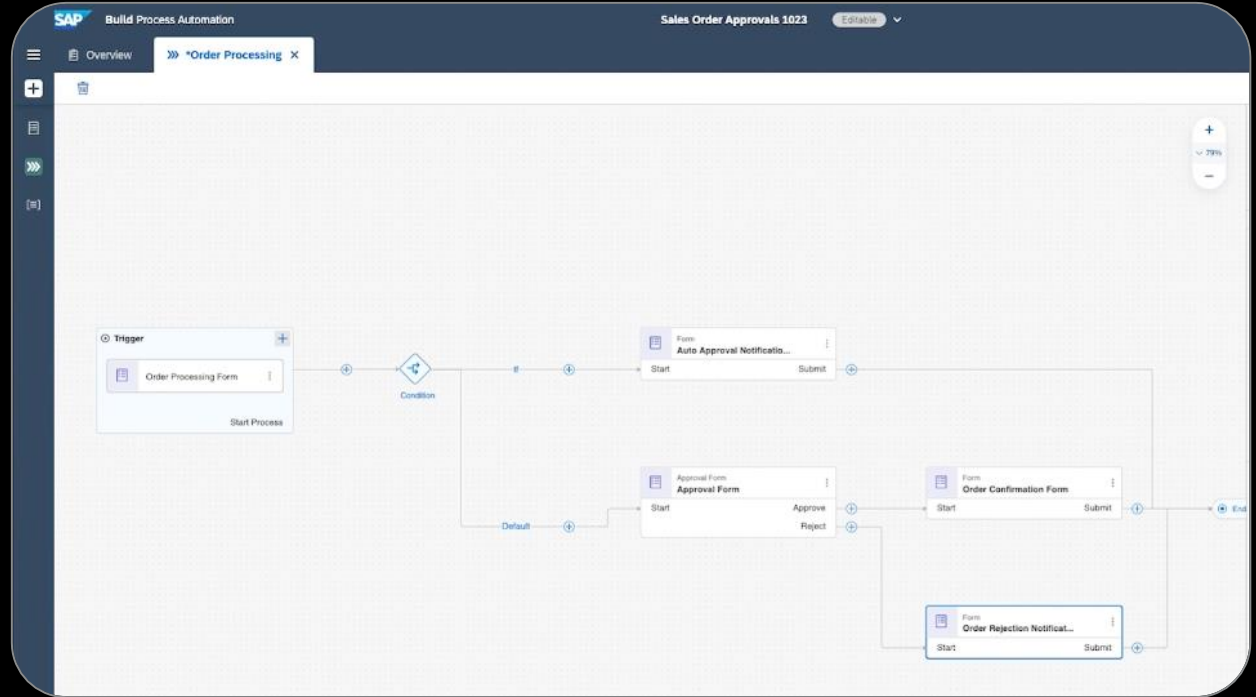 SAP Build Process Automation
Sales Order Approvals 1023 Editable
Overview
*Order Processing
79%
Trigger
Order Processing Form
Start Process
Condition
If
Form
Auto Approval Notificatio...
Start Submit
Default
Approval Form
Approval Form
Start Approve
Reject
Form
Order Confirmation Form
Start Submit
End
Form
Order Rejection Notificat...
Start Submit